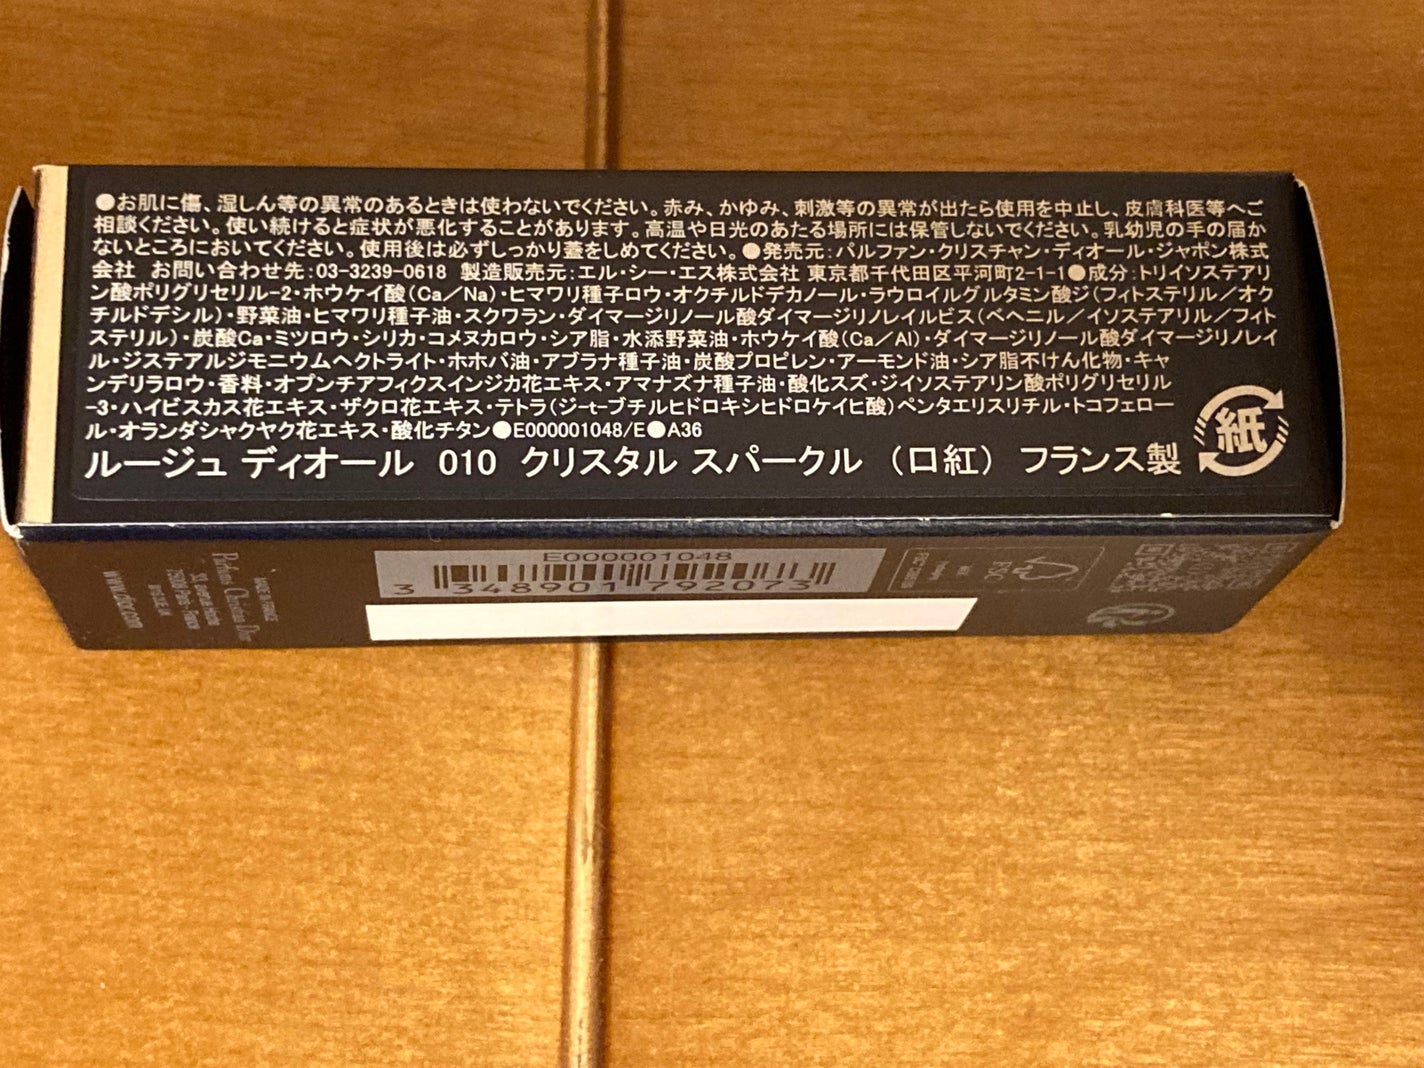 ●お肌に傷、湿しん等の異常のあるときは使わないでください。赤み、かゆみ、刺激等の異常が出たら使用を中止し、皮膚科医等へご
相談ください。使い続けると症状が悪化することがあります。高温や日光のあたる場所には保管しないでください。乳幼児の手の届か
ないところにおいてください。使用後は必ずしっかり蓋をしめてください。●発売元:パルファン・クリスチャン・ディオール・ジャポン株式
会社 お問い合わせ先:03-3239-0618 製造販売元:エル・シー・エス株式会社 東京都千代田区平河町2-1-1●成分:トリイソステアリ
ン酸ポリグリセリル-2・ホウケイ酸(Ca/Na)・ヒマワリ種子ロウ・オクチルドデカノール・ラウロイルグルタミン酸ジ(フィトステリル/オク
チルドデシル)・野菜油・ヒマワリ種子油・スクワラン・ダイマージリノール酸ダイマージリノレイルビス(ベヘニル/イソステアリル/フィト
ステリル)・炭酸Ca・ミツロウ・シリカ・コメヌカロウ・シア脂・水添野菜油・ホウケイ酸(Ca/Al)・ダイマージリノール酸ダイマージリノレイ
ル・ジステアルジモニウムヘクトライト・ホホバ油・アブラナ種子油・炭酸プロピレン・アーモンド油・シア脂不けん化物・キャ
ンデリラロウ・香料・オプンチアフィクスインジカ花エキス・アマナズナ種子油・酸化スズ・ジイソステアリン酸ポリグリセリル
-3・ハイビスカス花エキス・ザクロ花エキス・テトラ(ジ-t-ブチルヒドロキシヒドロケイヒ酸)ペンタエリスリチル・トコフェロー
ル・オランダシャクヤク花エキス・酸化チタン●E000001048/E●A36
紙
ルージュ ディオール 010 クリスタル スパークル (口紅) フランス製
E000001048
3 348901 792073
FSC
MIX
MADE IN FRANCE
Parfums Christian Dior
75008 Paris - France
www.dior.com